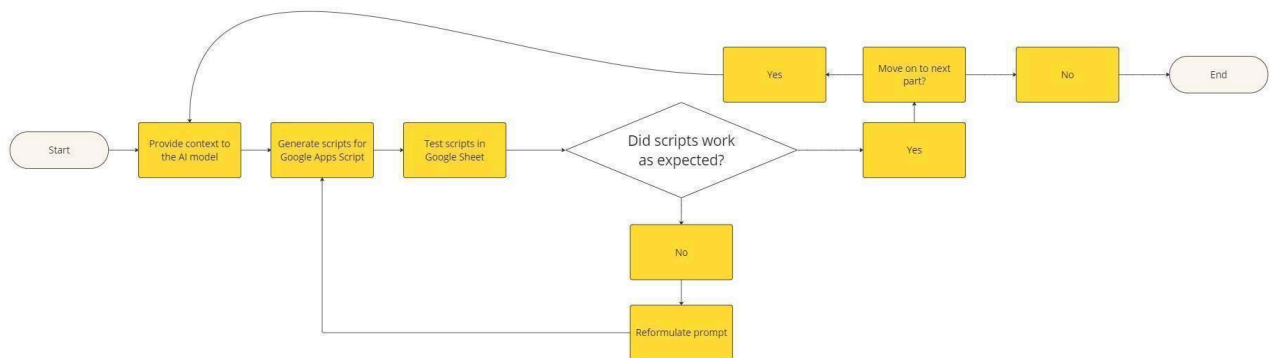 Start
Provide context to
the AI model
Generate scripts for
Google Apps Script
Test scripts in
Google Sheet
Did scripts work
as expected?
Yes
Move on to next
part?
Yes
No
End
No
Reformulate prompt